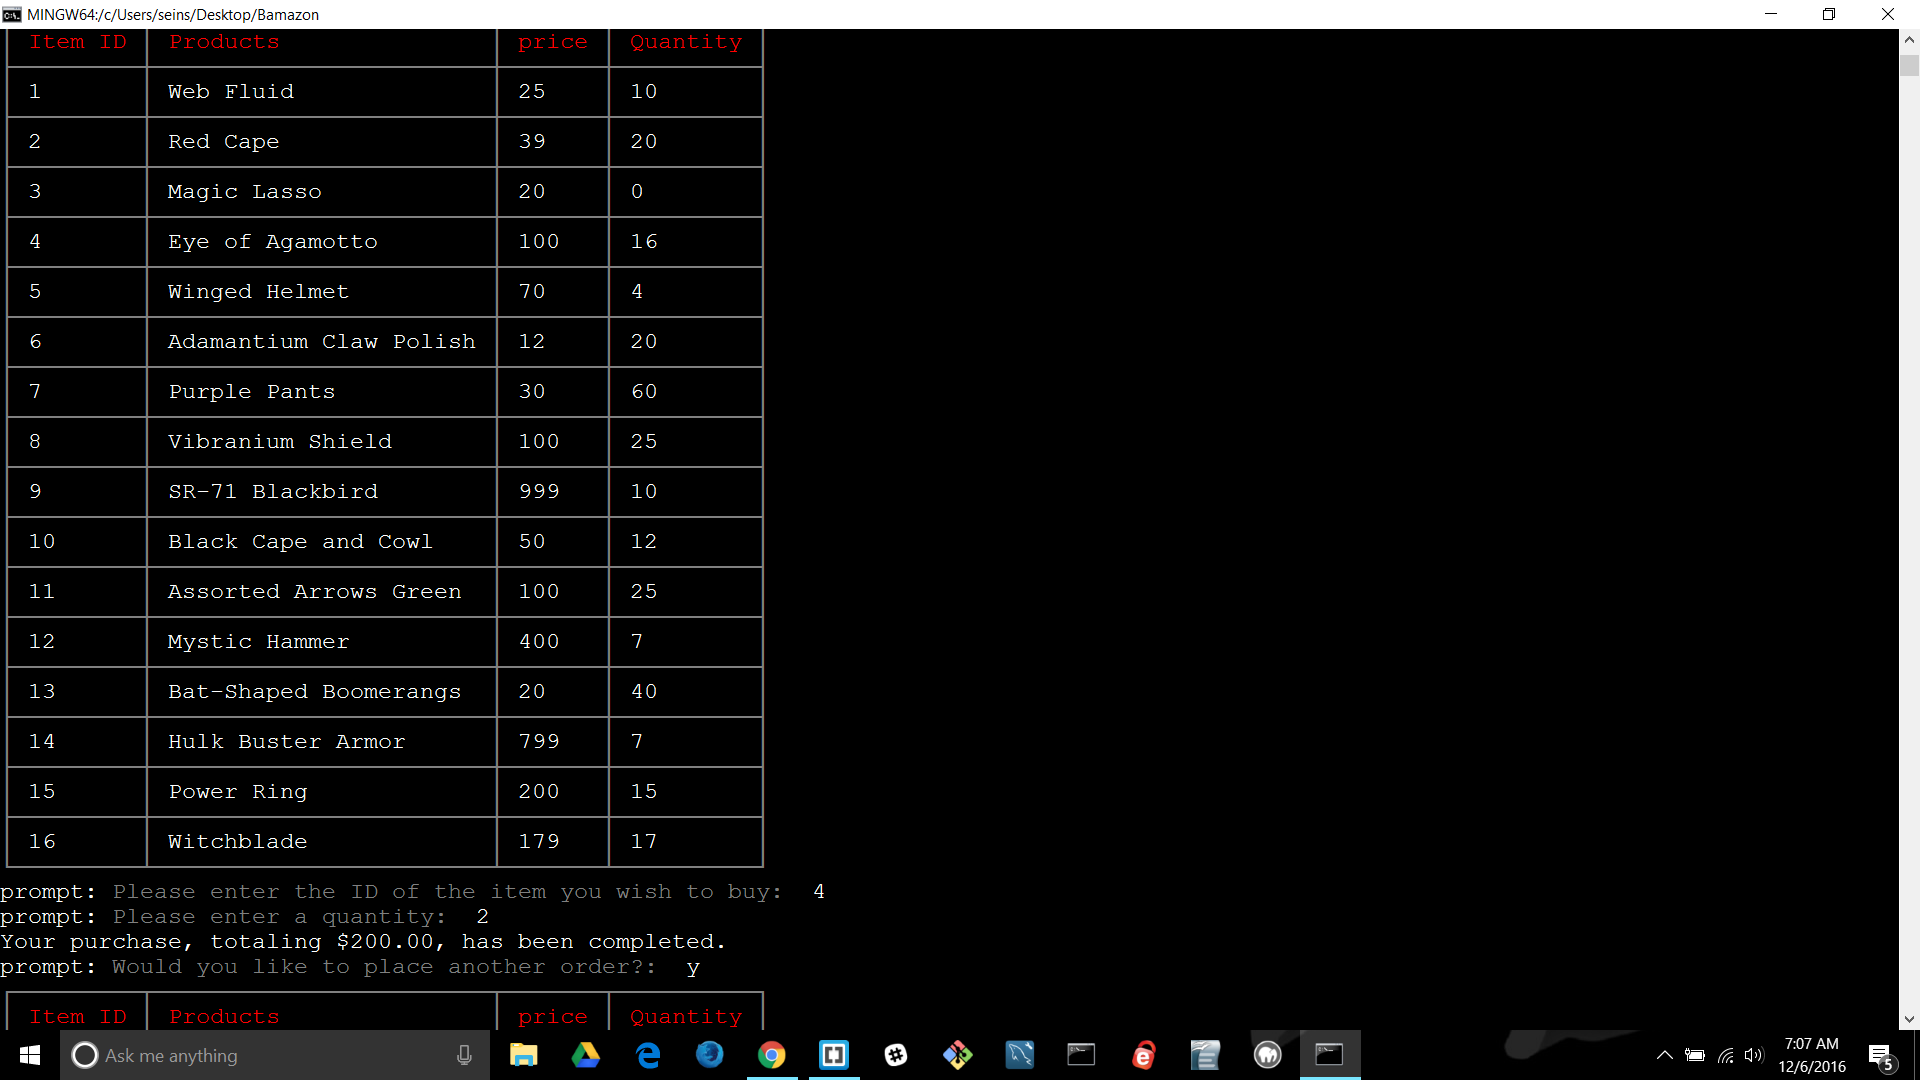 MINGW64:/c/Users/seins/Desktop/Bamazon
Item ID Products price Quantity
1 Web Fluid 25 10
2 Red Cape 39 20
3 Magic Lasso 20 0
4 Eye of Agamotto 100 16
5 Winged Helmet 70 4
6 Adamantium Claw Polish 12 20
7 Purple Pants 30 60
8 Vibranium Shield 100 25
9 SR-71 Blackbird 999 10
10 Black Cape and Cowl 50 12
11 Assorted Arrows Green 100 25
12 Mystic Hammer 400 7
13 Bat-Shaped Boomerangs 20 40
14 Hulk Buster Armor 799 7
15 Power Ring 200 15
16 Witchblade 179 17
prompt: Please enter the ID of the item you wish to buy: 4
prompt: Please enter a quantity: 2
Your purchase, totaling $200.00, has been completed.
prompt: Would you like to place another order?: y
Item ID Products price Quantity
Ask me anything
7:07 AM
12/6/2016
5